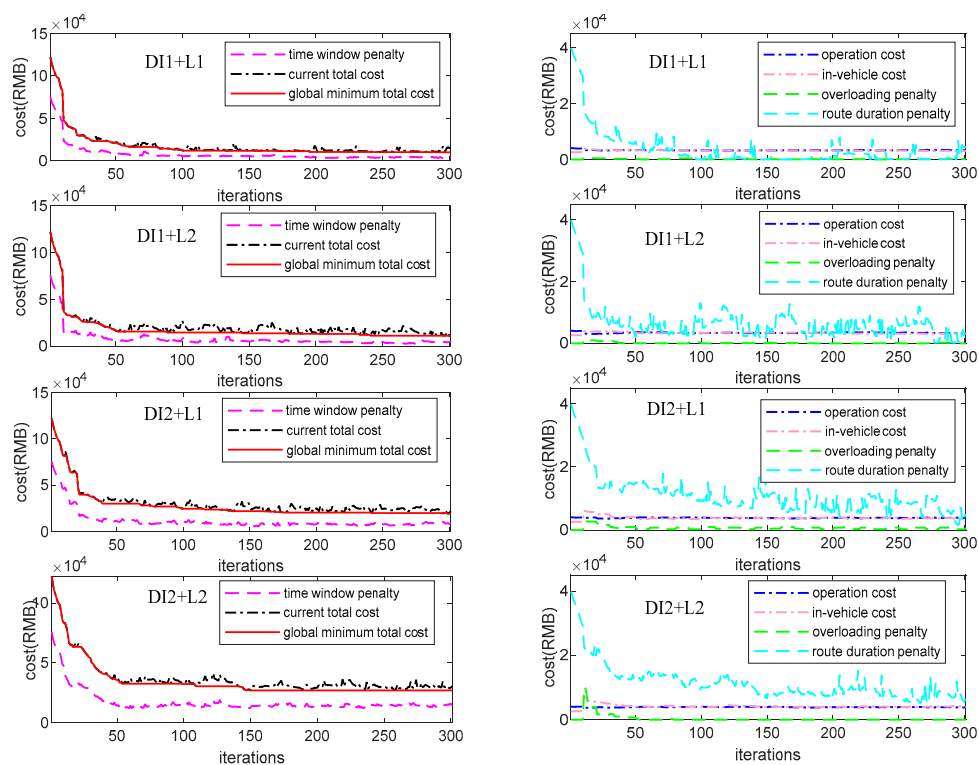 ×10⁴
15
10
5
0
cost(RMB)
DI1+L1
time window penalty
current total cost
global minimum total cost
50 100 150 200 250 300
iterations
×10⁴
4
2
0
cost(RMB)
DI1+L1
operation cost
in-vehicle cost
overloading penalty
route duration penalty
0 50 100 150 200 250 300
iterations
×10⁴
15
10
5
0
cost(RMB)
DI1+L2
time window penalty
current total cost
global minimum total cost
50 100 150 200 250 300
iterations
×10⁴
4
2
0
cost(RMB)
DI1+L2
operation cost
in-vehicle cost
overloading penalty
route duration penalty
0 50 100 150 200 250 300
iterations
×10⁴
15
10
5
0
cost(RMB)
DI2+L1
time window penalty
current total cost
global minimum total cost
50 100 150 200 250 300
iterations
×10⁴
4
2
0
cost(RMB)
DI2+L1
operation cost
in-vehicle cost
overloading penalty
route duration penalty
0 50 100 150 200 250 300
iterations
×10⁴
10
5
0
cost(RMB)
DI2+L2
time window penalty
current total cost
global minimum total cost
0 50 100 150 200 250 300
iterations
×10⁴
4
2
0
cost(RMB)
DI2+L2
operation cost
in-vehicle cost
overloading penalty
route duration penalty
0 50 100 150 200 250 300
iterations